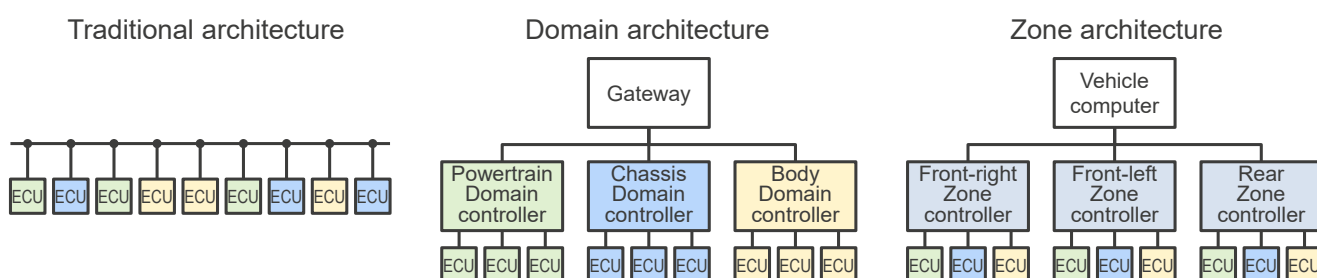 Traditional architecture
ECU ECU ECU ECU ECU ECU ECU ECU ECU
Domain architecture
Gateway
Powertrain
Domain
controller
Chassis
Domain
controller
Body
Domain
controller
ECU ECU ECU ECU ECU ECU ECU ECU ECU
Zone architecture
Vehicle
computer
Front-right
Zone
controller
Front-left
Zone
controller
Rear
Zone
controller
ECU ECU ECU ECU ECU ECU ECU ECU ECU